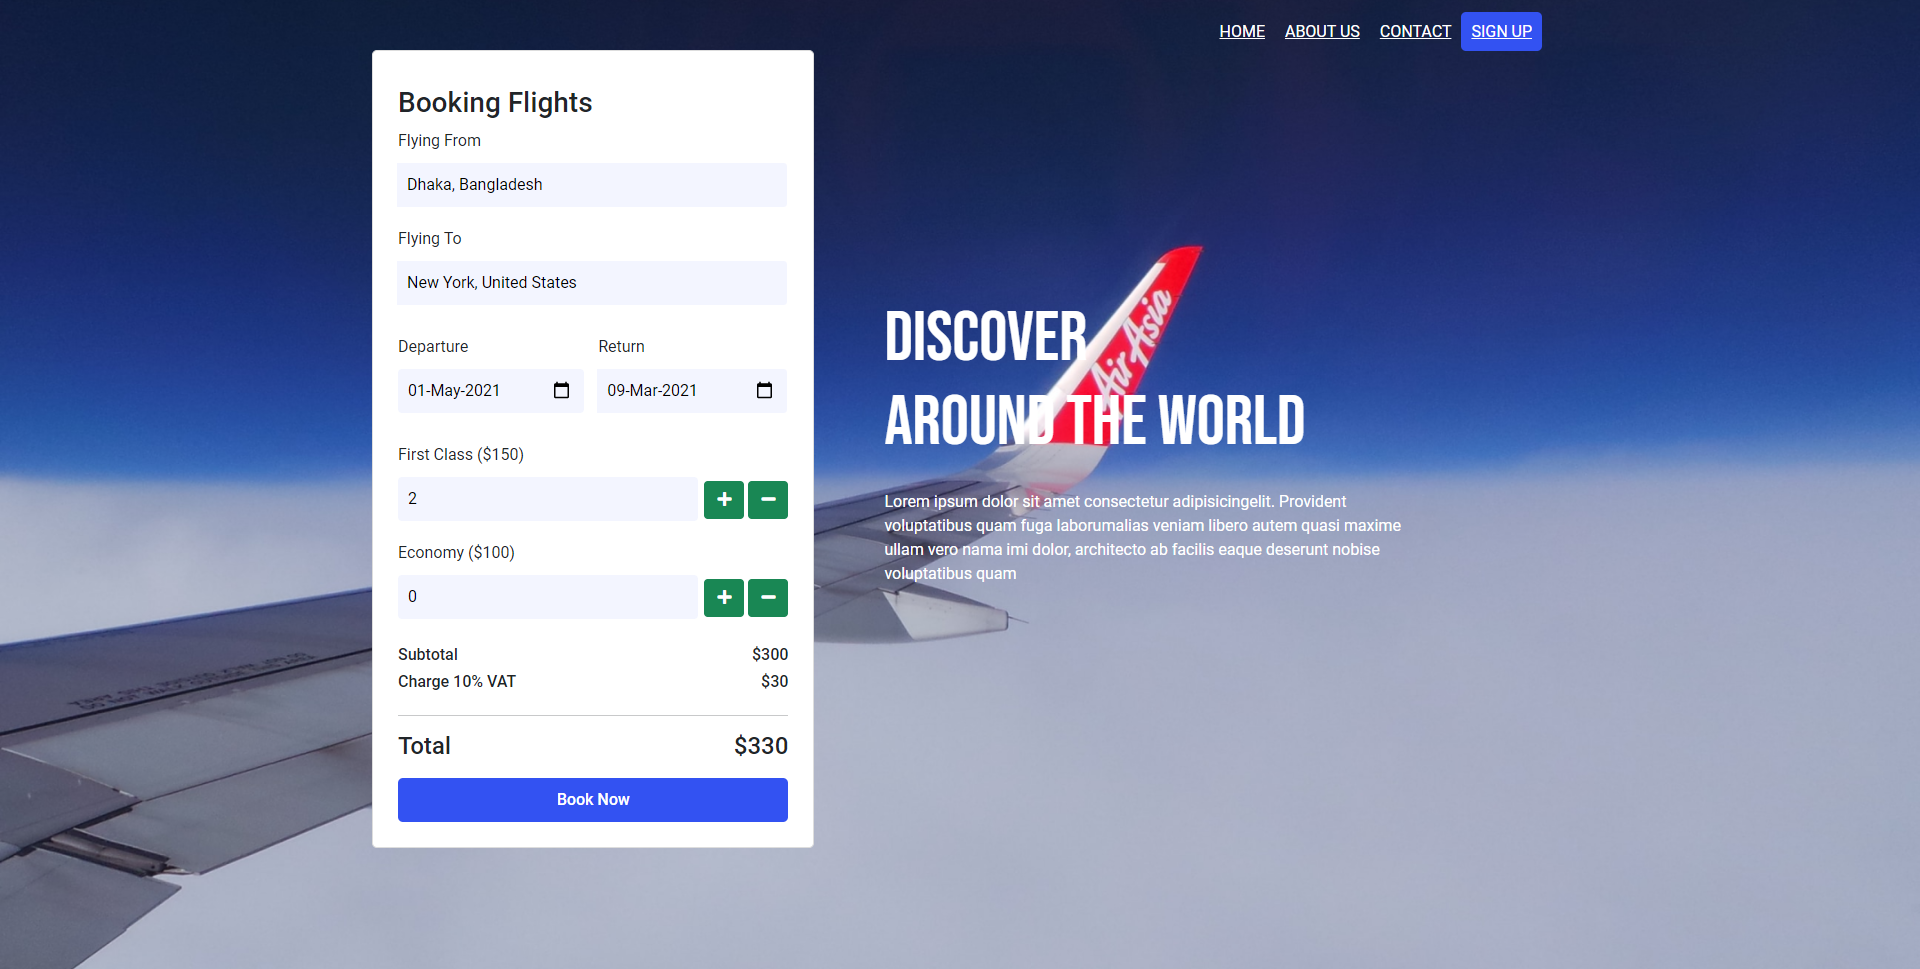 HOME ABOUT US CONTACT SIGN UP
Booking Flights
Flying From
Dhaka, Bangladesh
Flying To
New York, United States
Departure Return
01-May-2021 09-Mar-2021
First Class ($150)
2
Economy ($100)
0
Subtotal $300
Charge 10% VAT $30
Total $330
Book Now
DISCOVER
AROUND THE WORLD
Lorem ipsum dolor sit amet consectetur adipisicingelit. Provident
voluptatibus quam fuga laborumalias veniam libero autem quasi maxime
ullam vero nama imi dolor, architecto ab facilis eaque deserunt nobise
voluptatibus quam
AirAsia